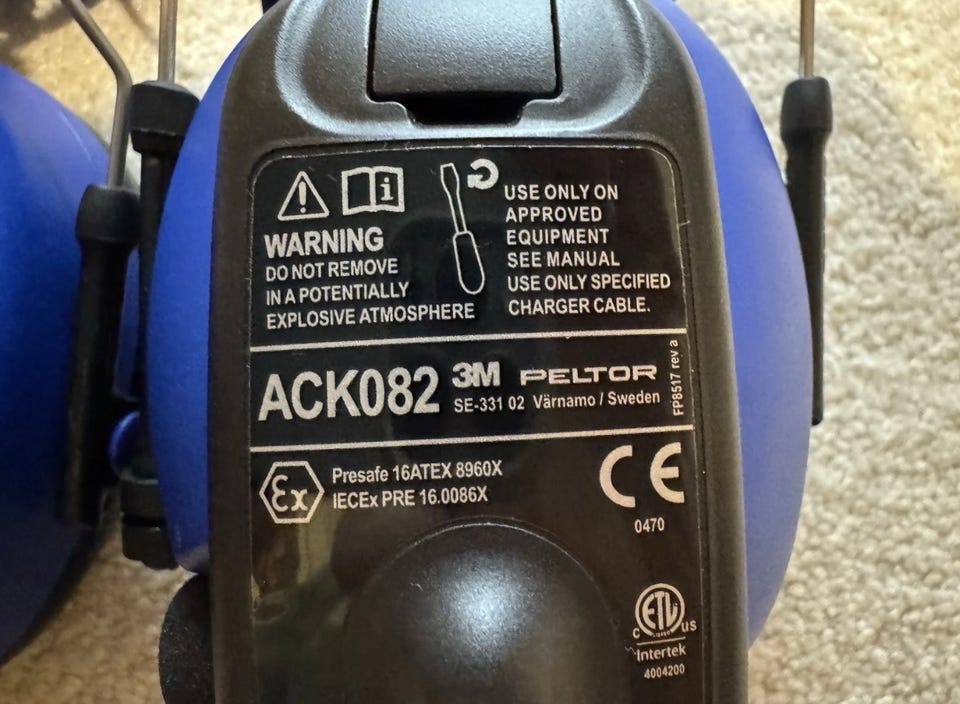 WARNING
DO NOT REMOVE
IN A POTENTIALLY
EXPLOSIVE ATMOSPHERE
USE ONLY ON
APPROVED
EQUIPMENT
SEE MANUAL
USE ONLY SPECIFIED
CHARGER CABLE.
ACK082
3M PELTOR
SE-331 02 Värnamo / Sweden
FP8517 rev a
Ex
Presafe 16ATEX 8960X
IECEx PRE 16.0086X
CE
0470
ETL
c us
Intertek
4004200